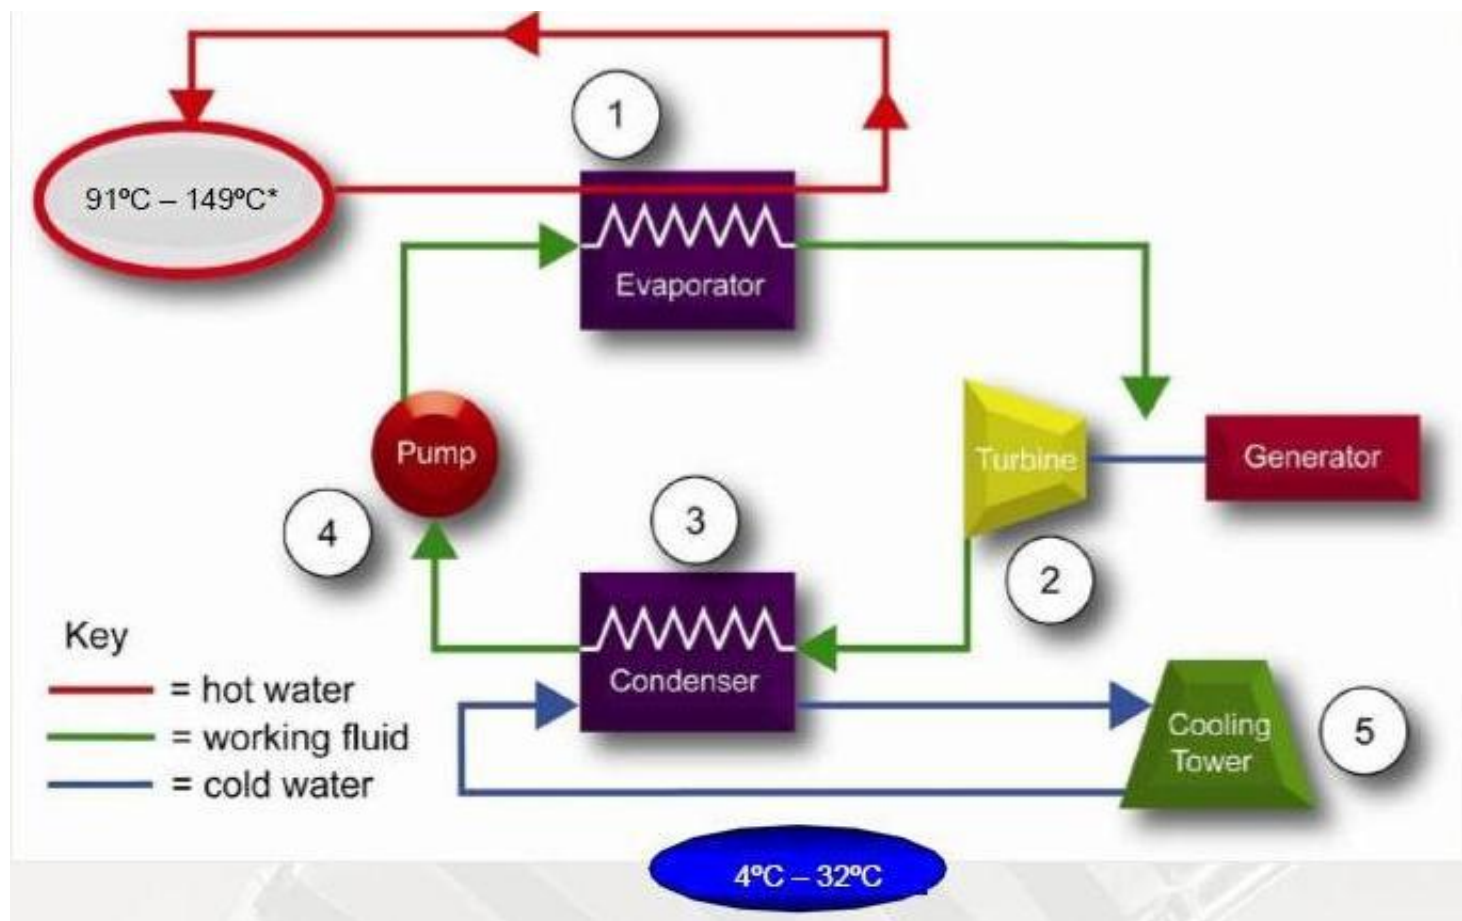 1
91ºC – 149ºC*
Evaporator
Pump
Turbine
Generator
4
3
2
Condenser
Cooling
Tower
5
Key
= hot water
= working fluid
= cold water
4ºC – 32ºC